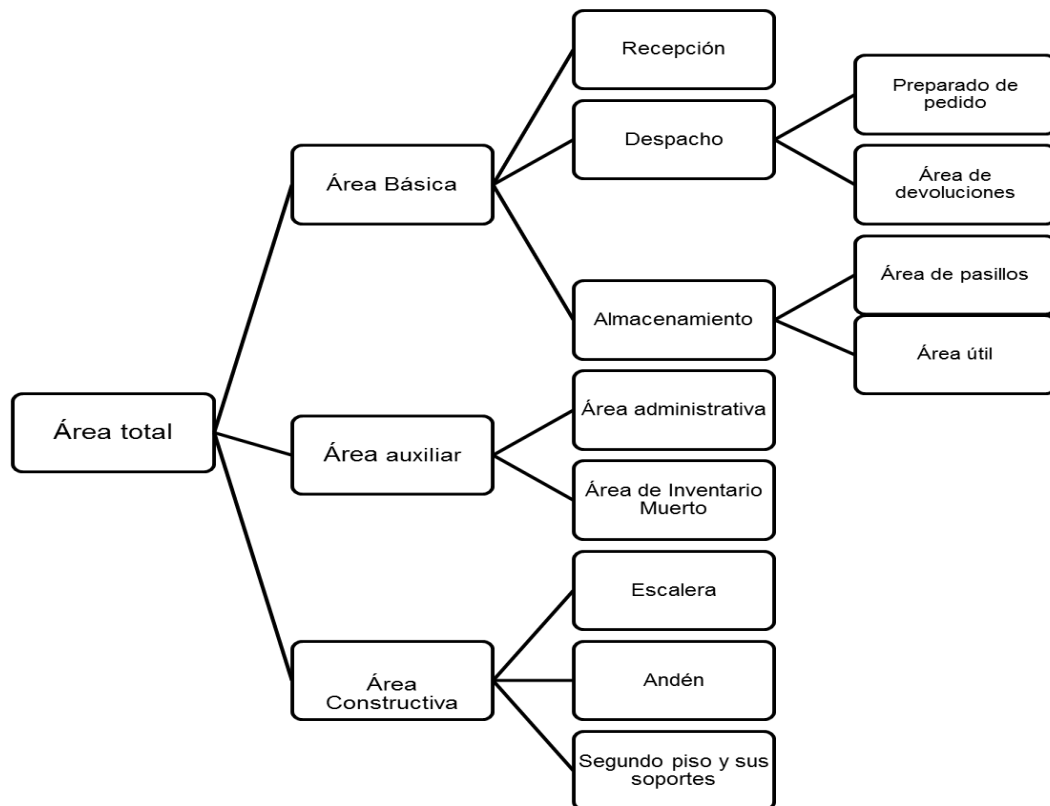 Área total
Área Básica
Recepción
Despacho
Preparado de
pedido
Área de
devoluciones
Almacenamiento
Área de pasillos
Área útil
Área auxiliar
Área administrativa
Área de Inventario
Muerto
Área
Constructiva
Escalera
Andén
Segundo piso y sus
soportes